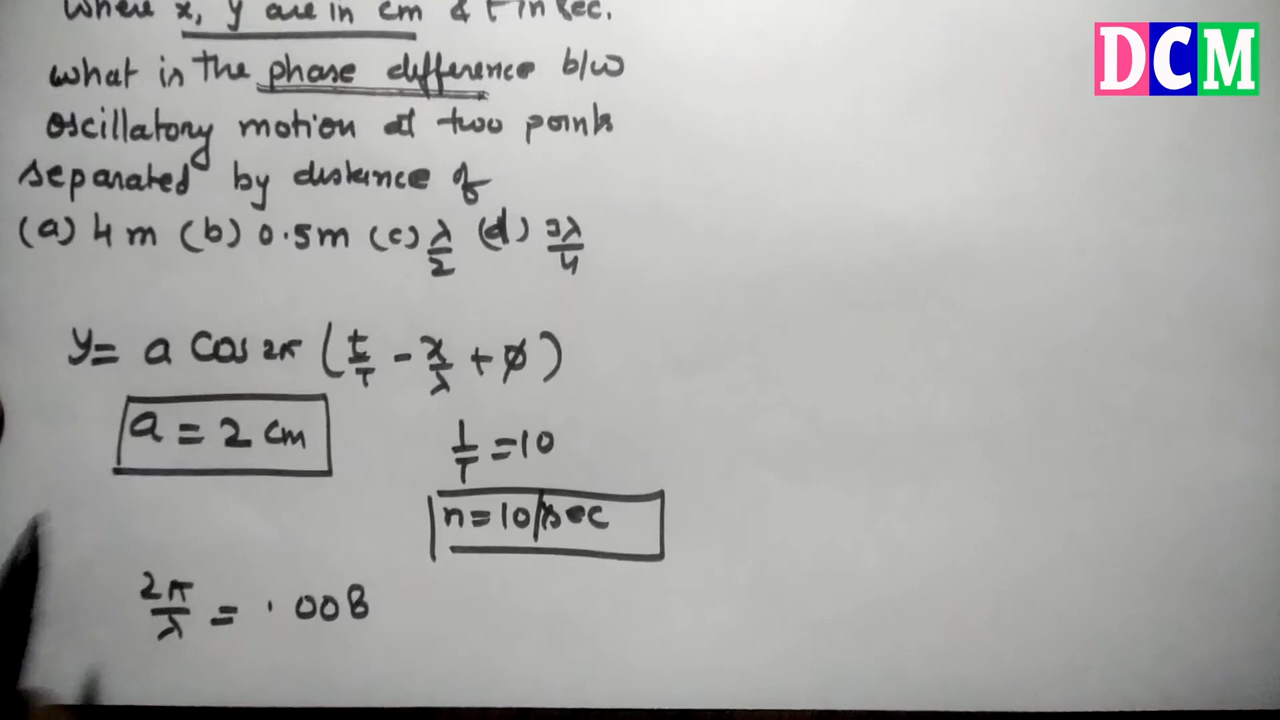 where x, y are in cm & t in sec.
DCM
what is the phase difference b/w
oscillatory motion at two points
separated by distance of
(a) 4 m (b) 0.5m (c) λ/2 (d) 3λ/4
y = a cos 2π (t/T - x/λ + φ)
a = 2 cm
1/T = 10
n = 10/sec
2π/λ = .008